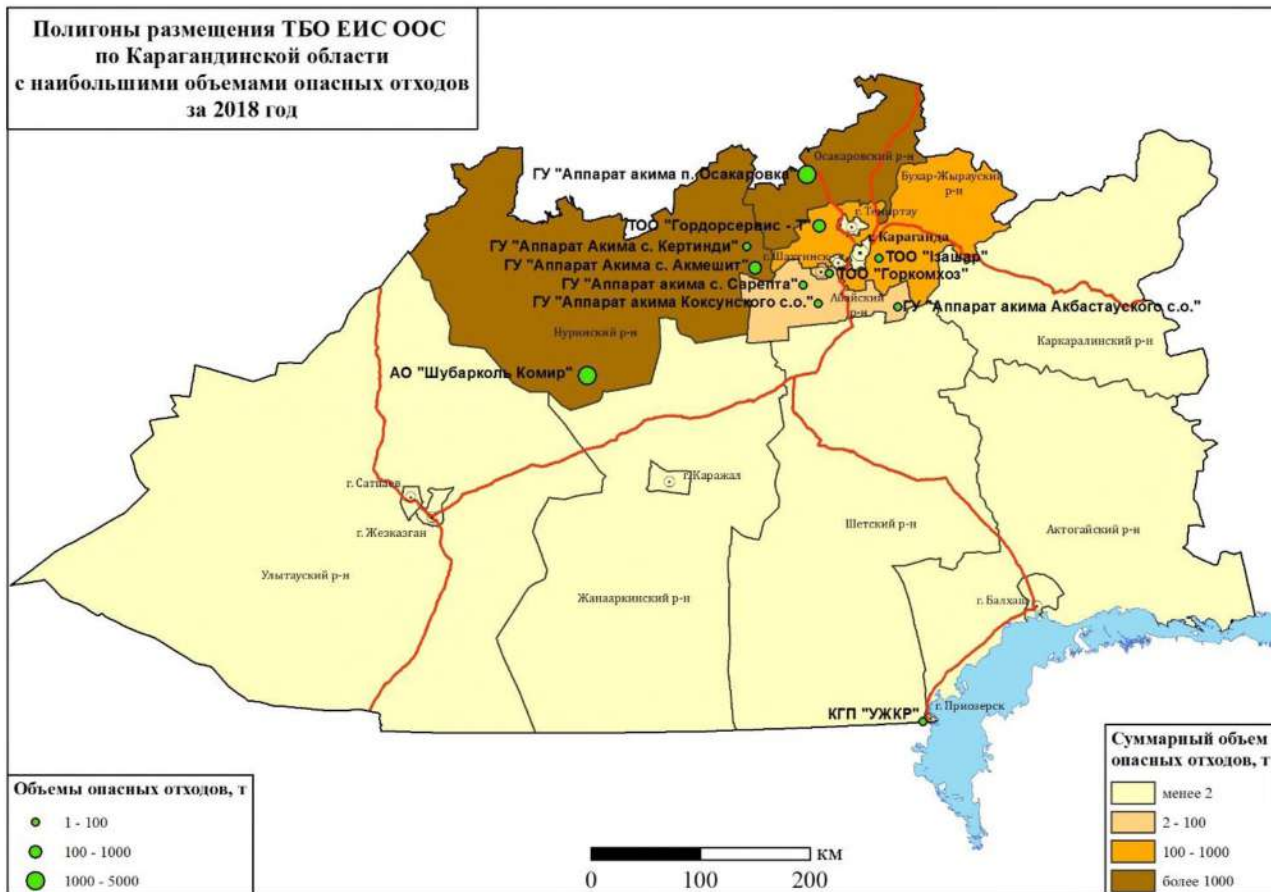 Полигоны размещения ТБО ЕИС ООС
по Карагандинской области
с наибольшими объемами опасных отходов
за 2018 год
Осакаровский р-н
ГУ "Аппарат акима п. Осакаровка"
Бухар-Жырауский
р-н
г. Темиртау
ТОО "Гордорсервис - Т"
г. Караганда
ГУ "Аппарат Акима с. Кертинди"
ТОО "Iзашар"
г. Шахтинск
ГУ "Аппарат Акима с. Акмешит"
ТОО "Горкомхоз"
ГУ "Аппарат акима с. Сарепта"
ГУ "Аппарат акима Коксунского с.о."
Абайский
р-н
ГУ "Аппарат акима Акбастауского с.о."
Нуринский р-н
Каркаралинский р-н
АО "Шубарколь Комир"
г. Сатпаев
г. Каражал
г. Жезказган
Шетский р-н
Актогайский р-н
Улытауский р-н
Жанааркинский р-н
г. Балхаш
КГП "УЖКР"
г. Приозерск
Объемы опасных отходов, т
1 - 100
100 - 1000
1000 - 5000
км
0 100 200
Суммарный объем
опасных отходов, т
менее 2
2 - 100
100 - 1000
более 1000